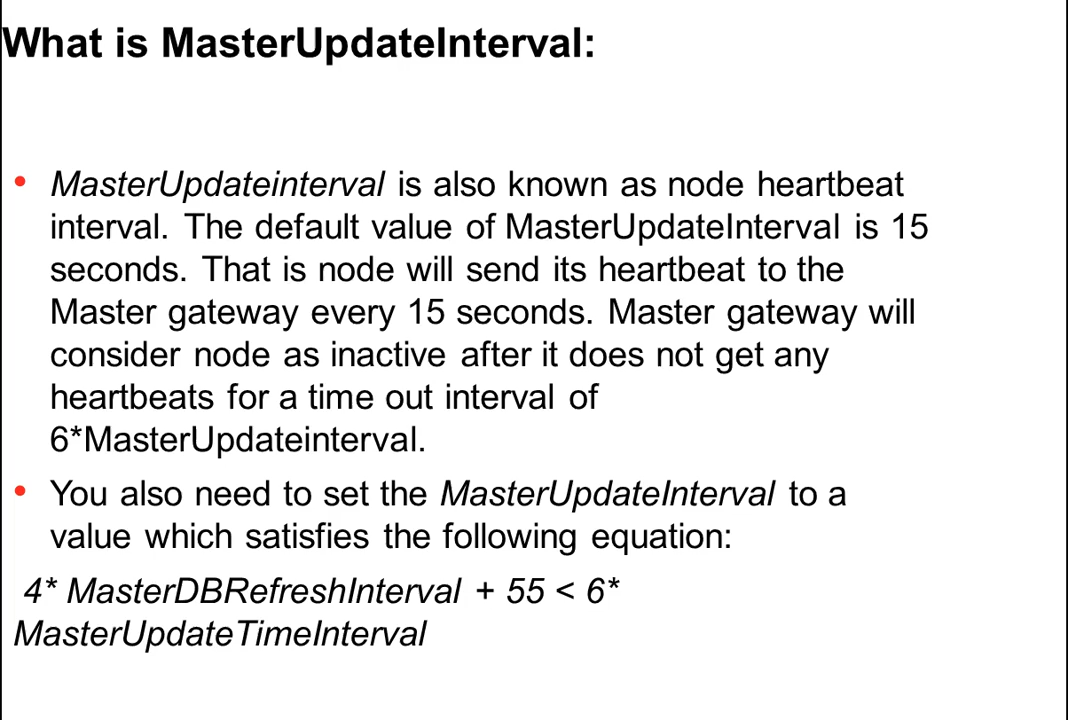 What is MasterUpdateInterval:
• MasterUpdateinterval is also known as node heartbeat
interval. The default value of MasterUpdateInterval is 15
seconds. That is node will send its heartbeat to the
Master gateway every 15 seconds. Master gateway will
consider node as inactive after it does not get any
heartbeats for a time out interval of
6*MasterUpdateinterval.
• You also need to set the MasterUpdateInterval to a
value which satisfies the following equation:
4* MasterDBRefreshInterval + 55 < 6*
MasterUpdateTimeInterval